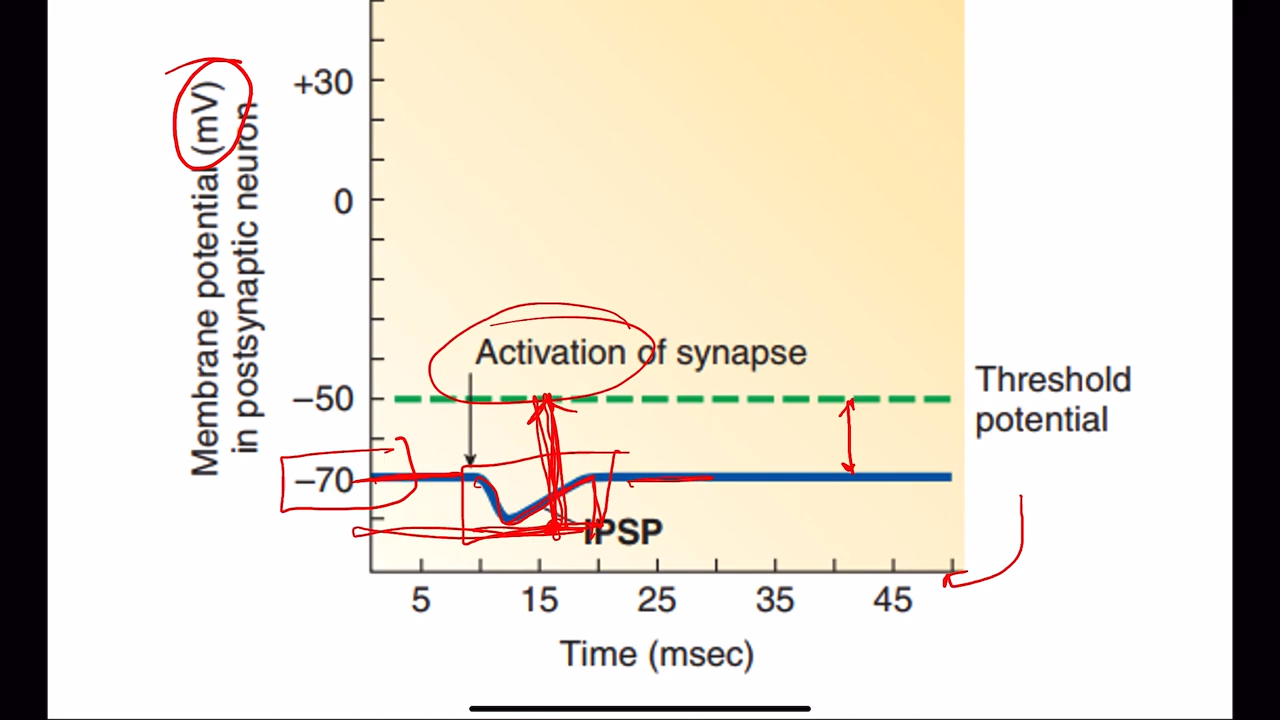 Membrane potential (mV)
in postsynaptic neuron
+30
0
–50
–70
Activation of synapse
Threshold
potential
IPSP
5 15 25 35 45
Time (msec)